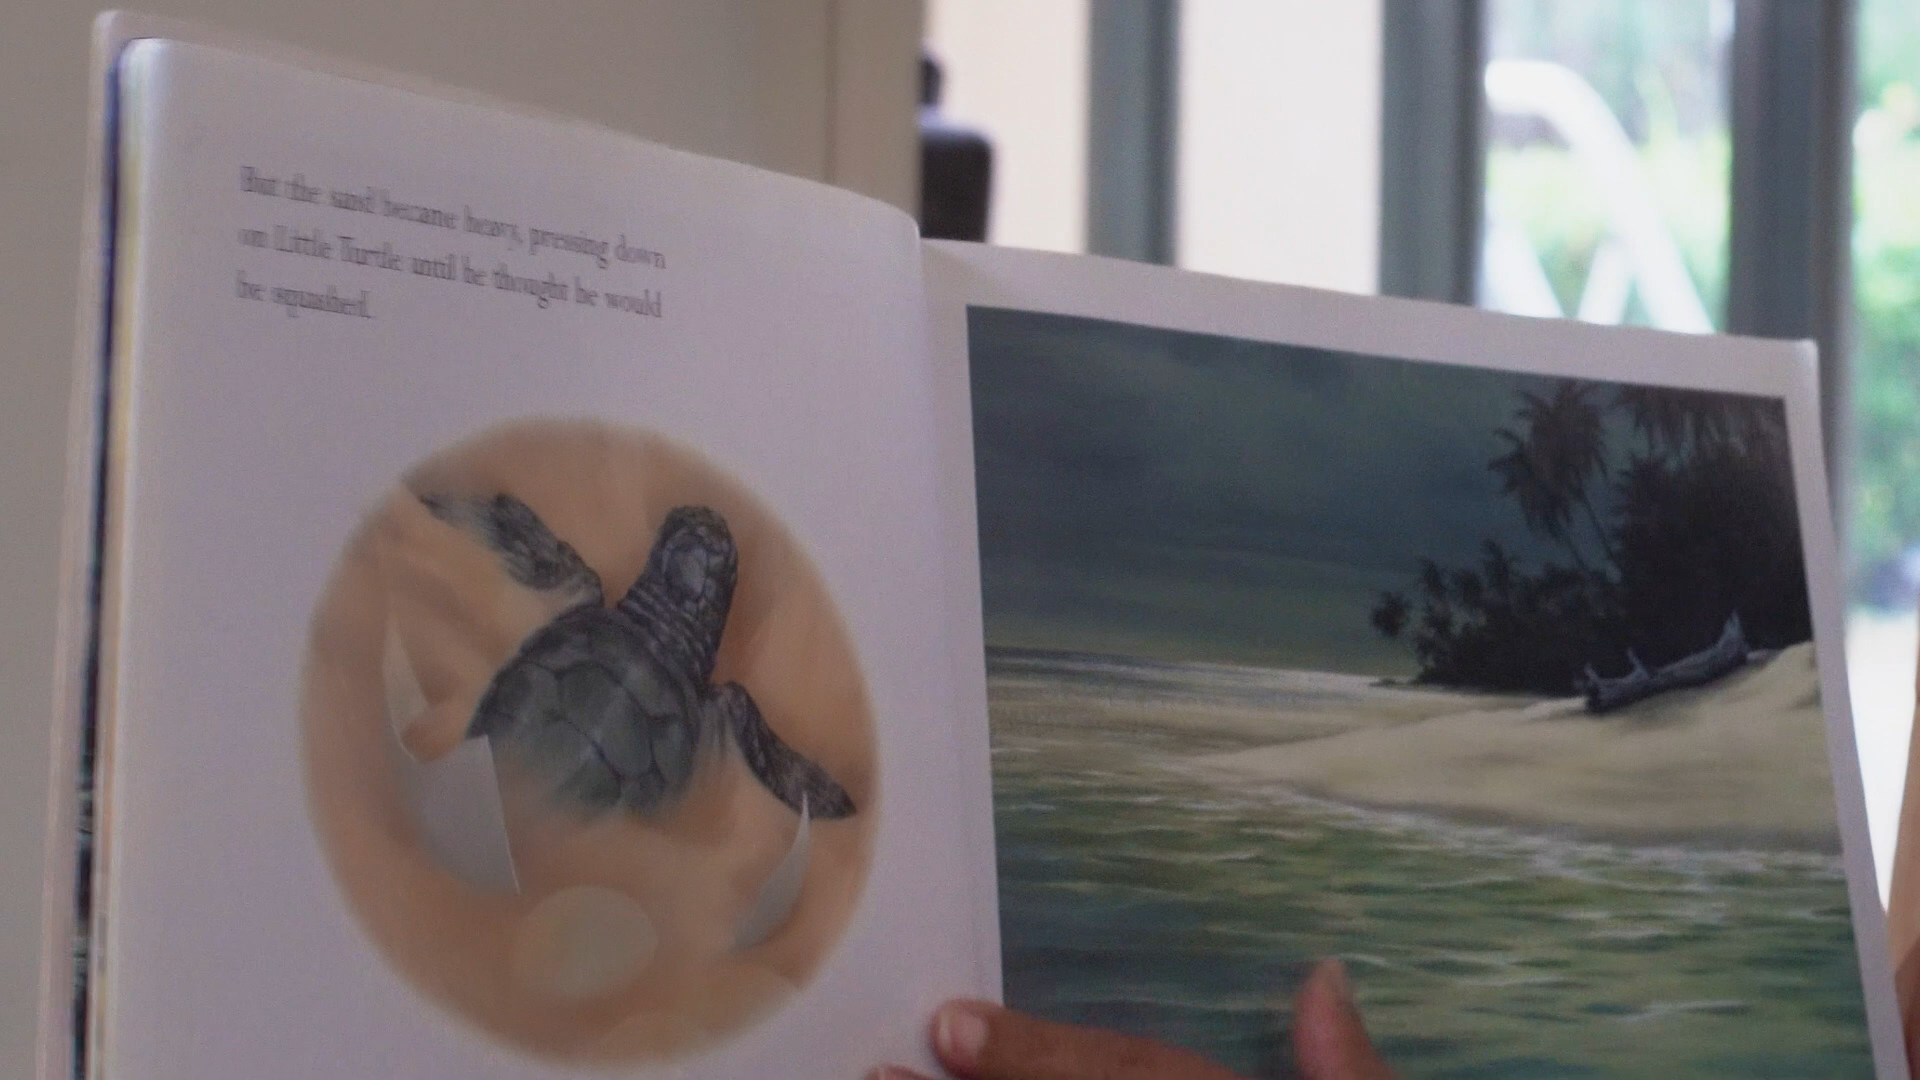 But the sand became heavy, pressing down
on Little Turtle until he thought he would
be squashed.